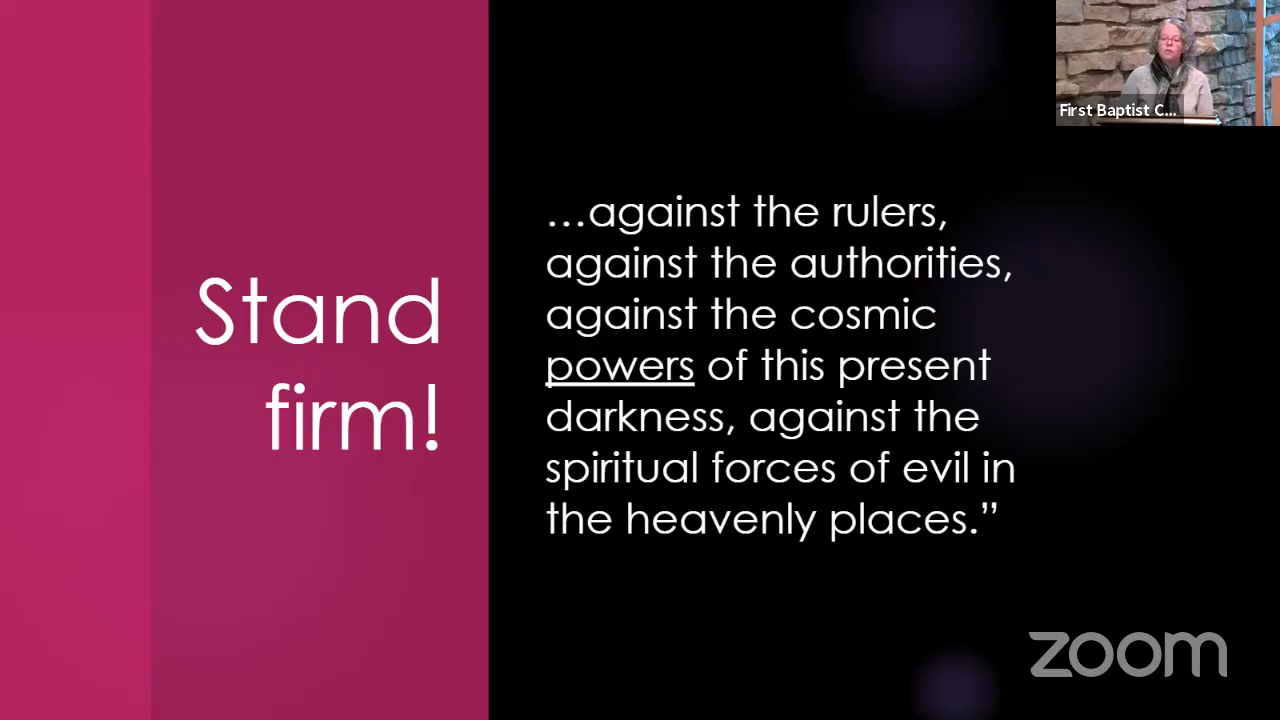 First Baptist C...
Stand
firm!
…against the rulers,
against the authorities,
against the cosmic
powers of this present
darkness, against the
spiritual forces of evil in
the heavenly places.”
zoom